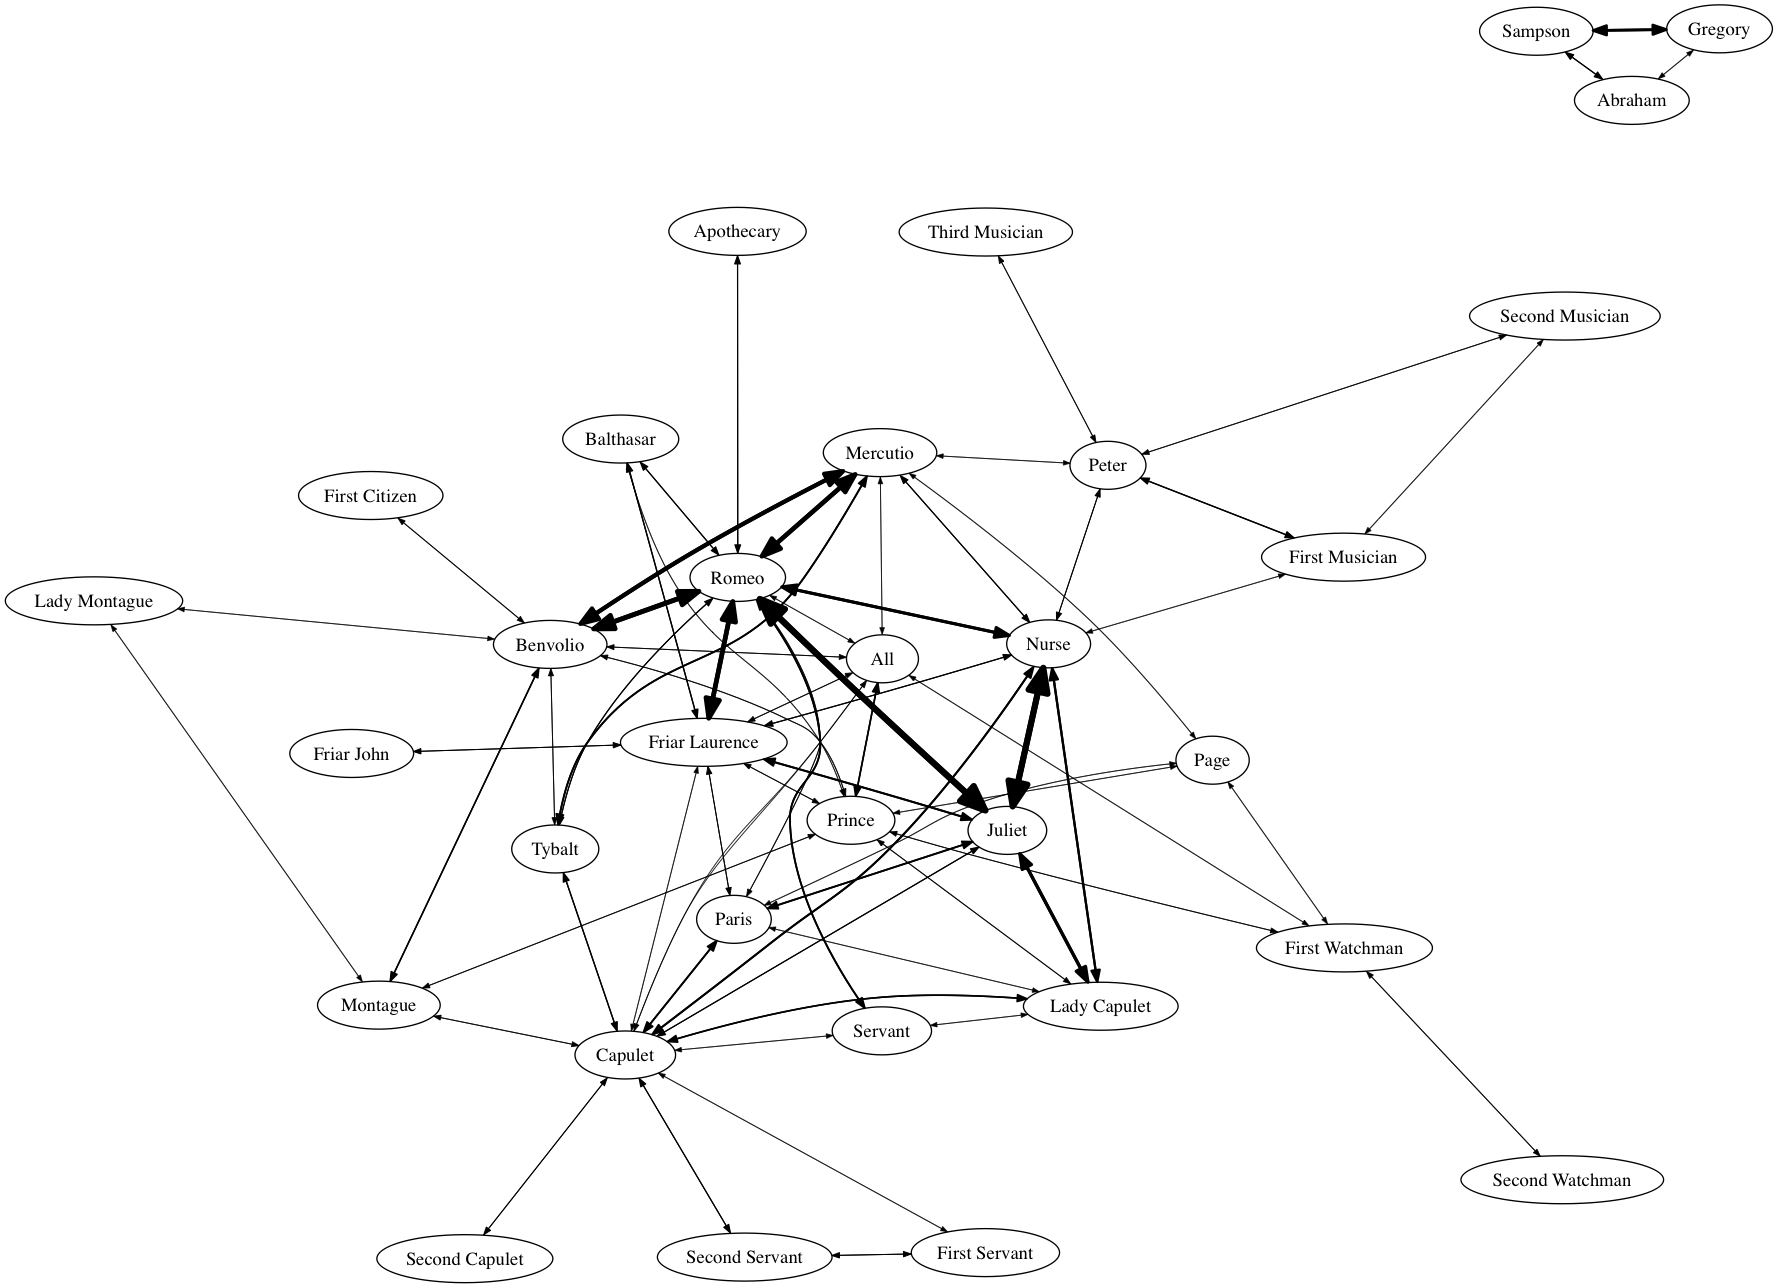 Sampson
Gregory
Abraham
Apothecary
Third Musician
Second Musician
Balthasar
Mercutio
Peter
First Citizen
First Musician
Romeo
Lady Montague
Benvolio
Nurse
All
Friar Laurence
Friar John
Page
Prince
Juliet
Tybalt
Paris
First Watchman
Montague
Lady Capulet
Servant
Capulet
Second Watchman
Second Capulet
Second Servant
First Servant